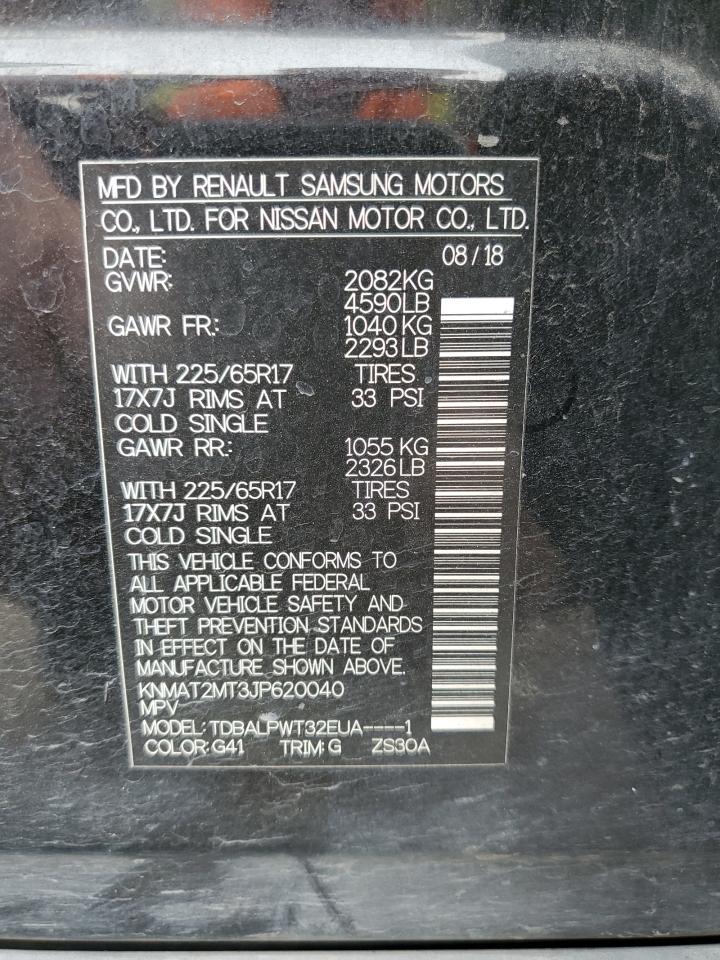 MFD BY RENAULT SAMSUNG MOTORS
CO., LTD. FOR NISSAN MOTOR CO., LTD.
DATE: 08/18
GVWR: 2082KG
4590LB
GAWR FR.: 1040 KG
2293LB
WITH 225/65R17 TIRES
17X7J RIMS AT 33 PSI
COLD SINGLE
GAWR RR.: 1055 KG
2326LB
WITH 225/65R17 TIRES
17X7J RIMS AT 33 PSI
COLD SINGLE
THIS VEHICLE CONFORMS TO
ALL APPLICABLE FEDERAL
MOTOR VEHICLE SAFETY AND
THEFT PREVENTION STANDARDS
IN EFFECT ON THE DATE OF
MANUFACTURE SHOWN ABOVE.
KNMAT2MT3JP620040
MPV
MODEL: TDBALPWT32EUA----1
COLOR: G41 TRIM: G ZS30A